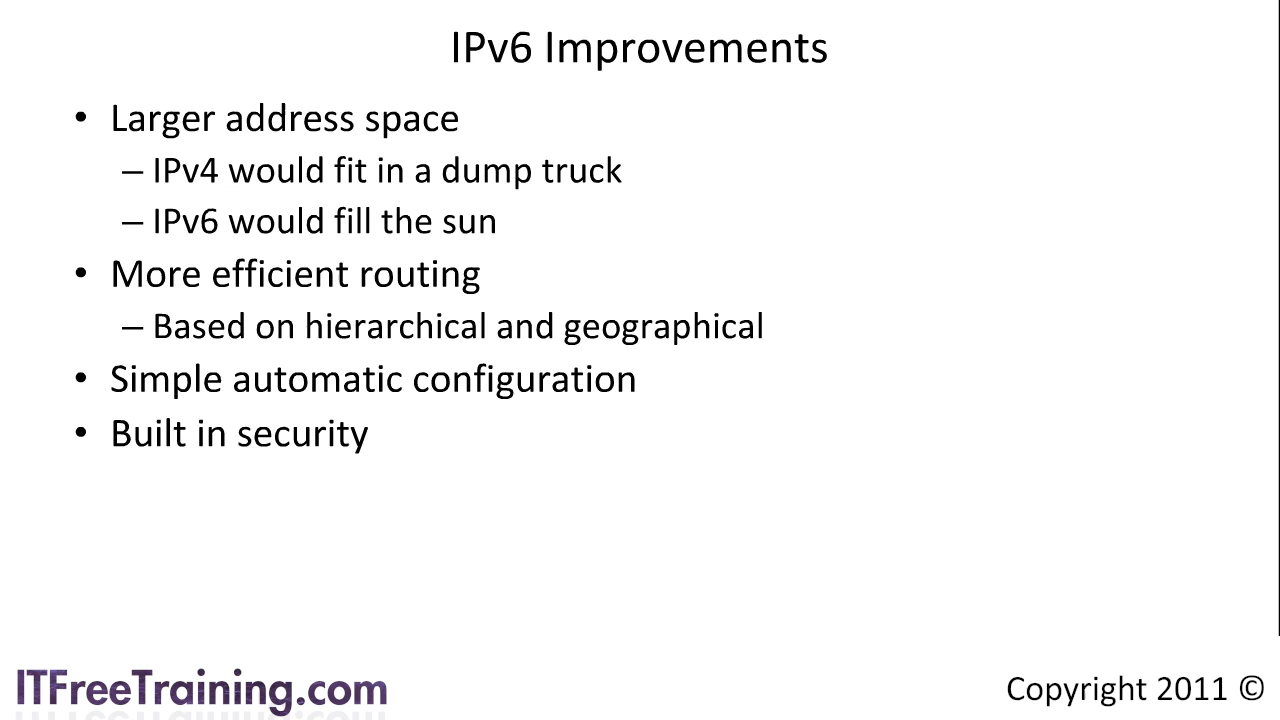 IPv6 Improvements
• Larger address space
– IPv4 would fit in a dump truck
– IPv6 would fill the sun
• More efficient routing
– Based on hierarchical and geographical
• Simple automatic configuration
• Built in security
ITFreeTraining.com
Copyright 2011 ©